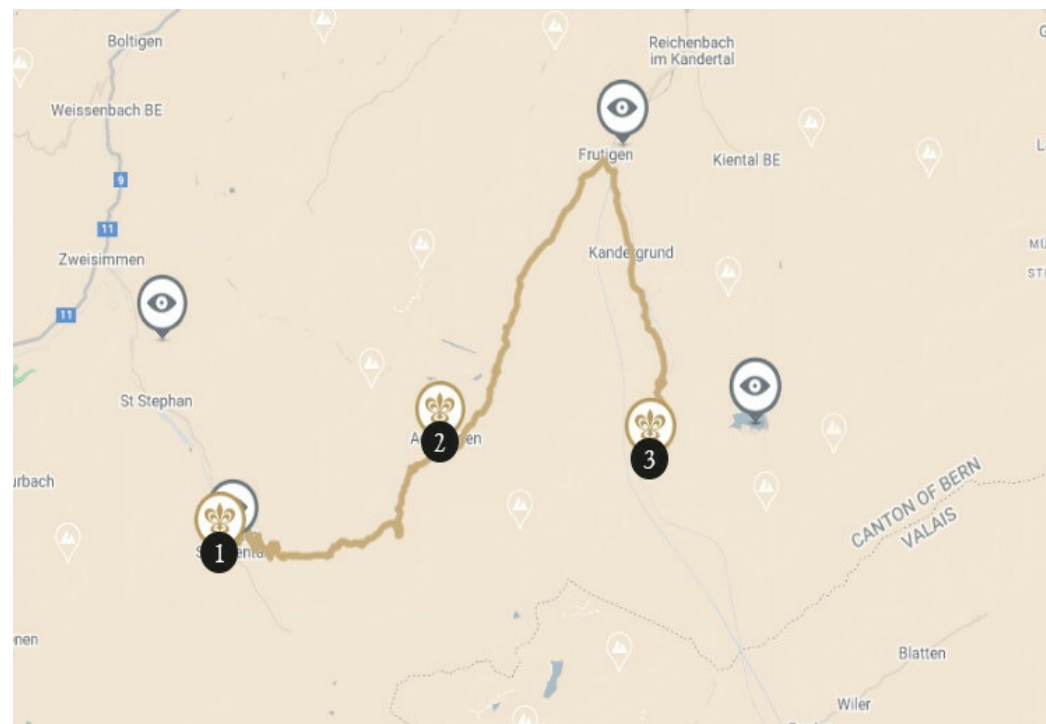 Boltigen
Reichenbach
im Kandertal
Weissenbach BE
Frutigen
Kiental BE
9
11
Zweisimmen
Kandergrund
11
St Stephan
2
3
CANTON OF BERN
VALAIS
1
Blatten
Wiler